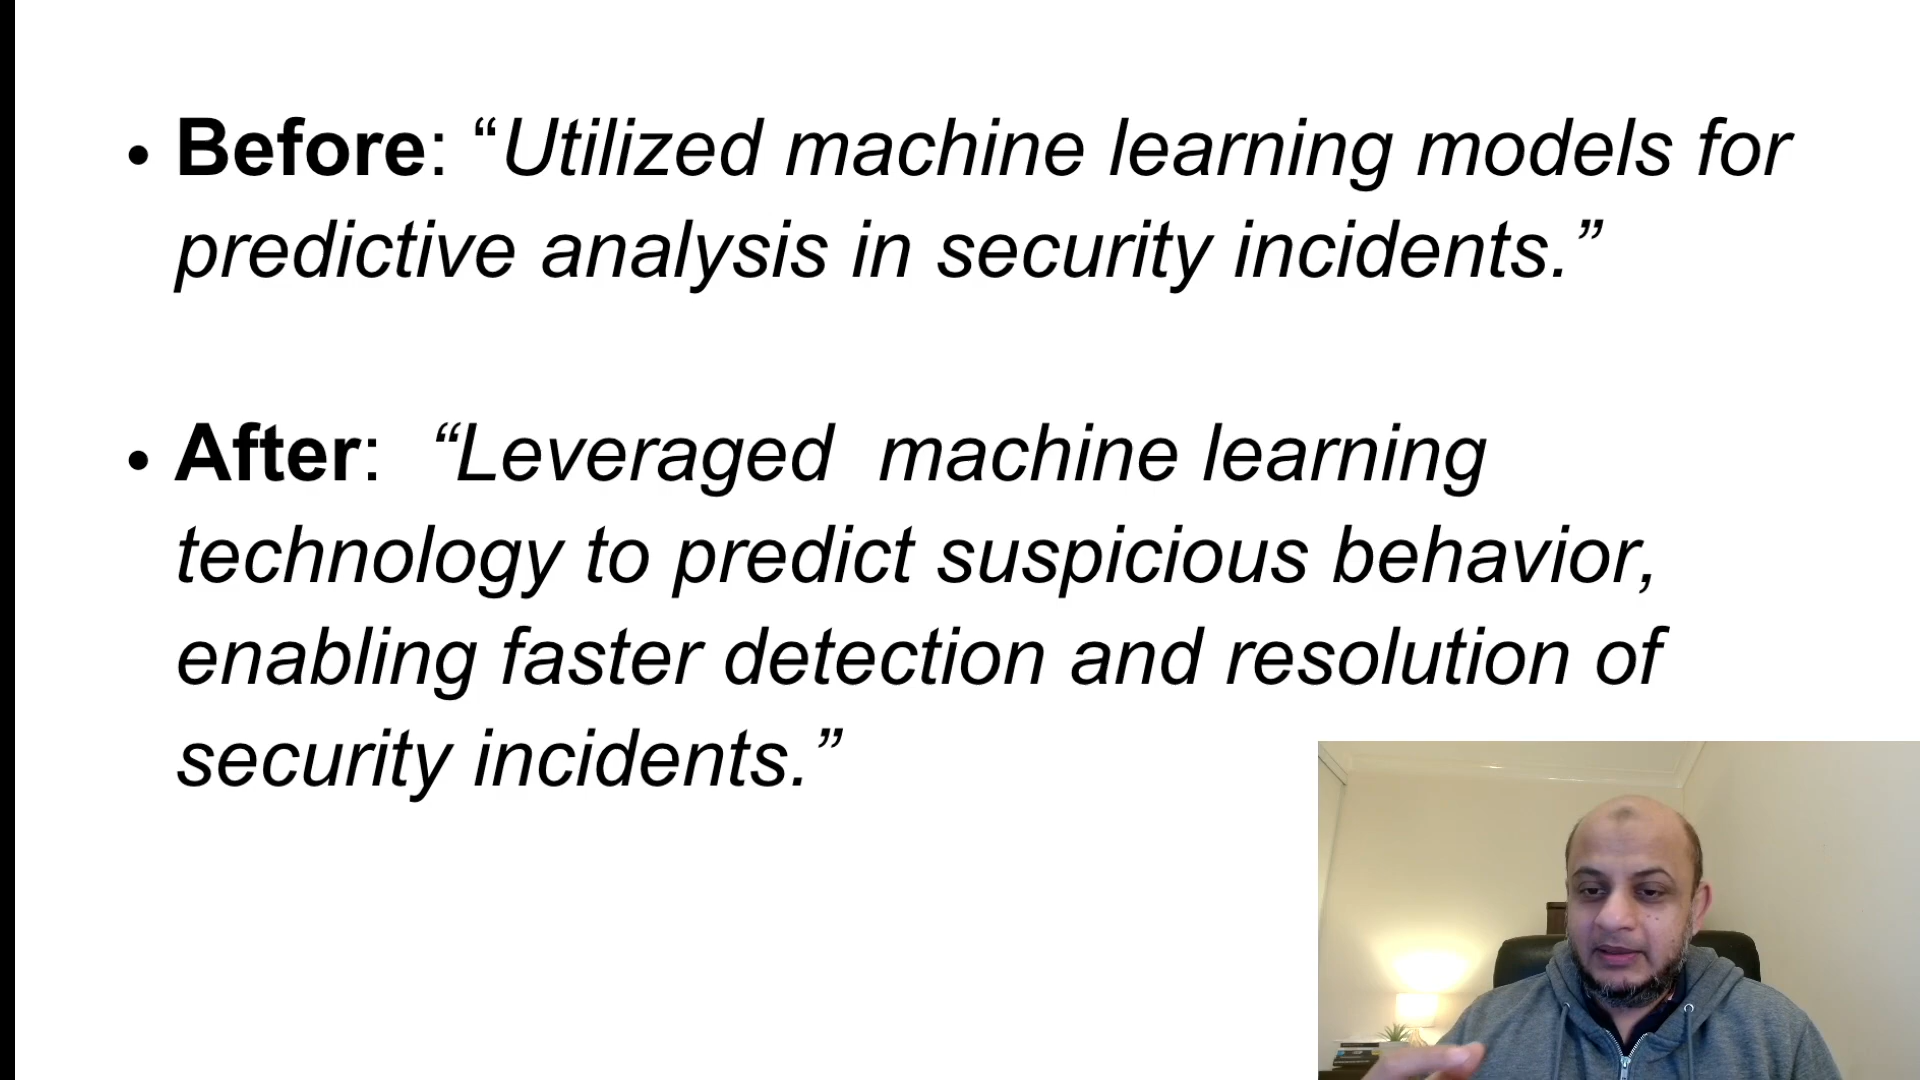 • Before: “Utilized machine learning models for
predictive analysis in security incidents.”
• After:  “Leveraged  machine learning
technology to predict suspicious behavior,
enabling faster detection and resolution of
security incidents.”